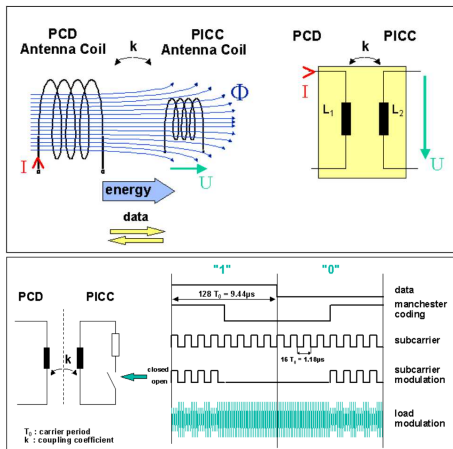 PCD
Antenna Coil
k
PICC
Antenna Coil
Φ
I
U
energy
data
PCD
k
PICC
I
L1
L2
U
"1"
"0"
data
128 T0 = 9.44µs
manchester
coding
PCD
PICC
k
subcarrier
16 T0 = 1.18µs
closed
open
subcarrier
modulation
load
modulation
T0 : carrier period
k : coupling coefficient